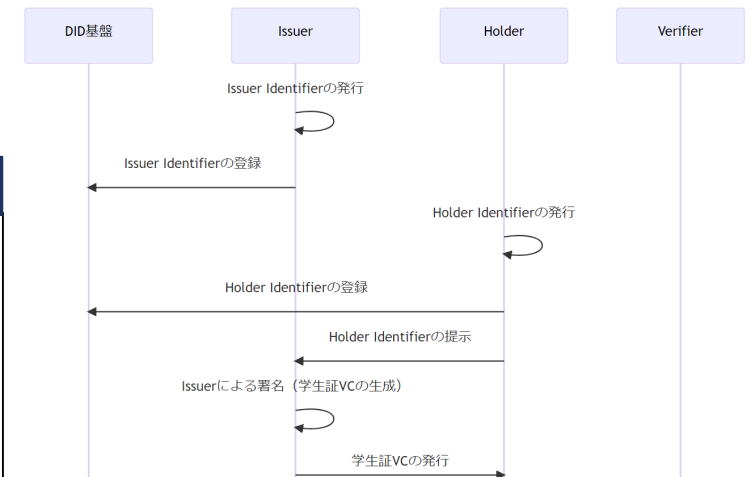 DID基盤
Issuer
Holder
Verifier
Issuer Identifierの発行
Issuer Identifierの登録
Holder Identifierの発行
Holder Identifierの登録
Holder Identifierの提示
Issuerによる署名（学生証VCの生成）
学生証VCの発行